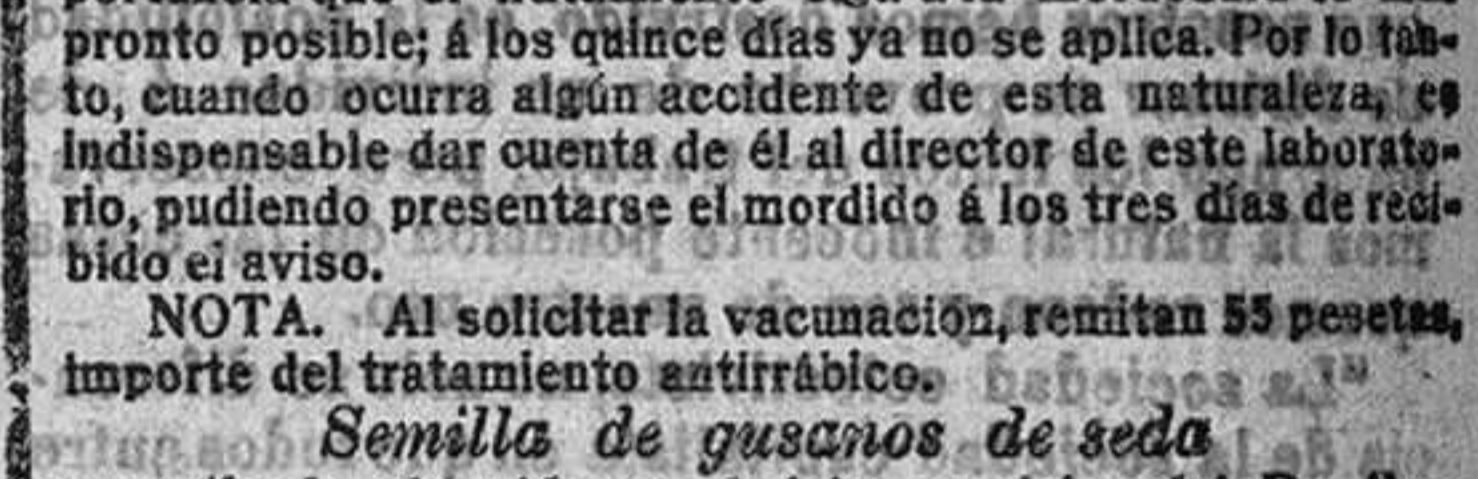 pronto posible; á los quince días ya no se aplica. Por lo tan-
to, cuando ocurra algún accidente de esta naturaleza, es
indispensable dar cuenta de él al director de este laborato-
rio, pudiendo presentarse el mordido á los tres días de reci-
bido el aviso.
NOTA. Al solicitar la vacunación, remitan 55 pesetas,
importe del tratamiento antirrábico.
Semilla de gusanos de seda